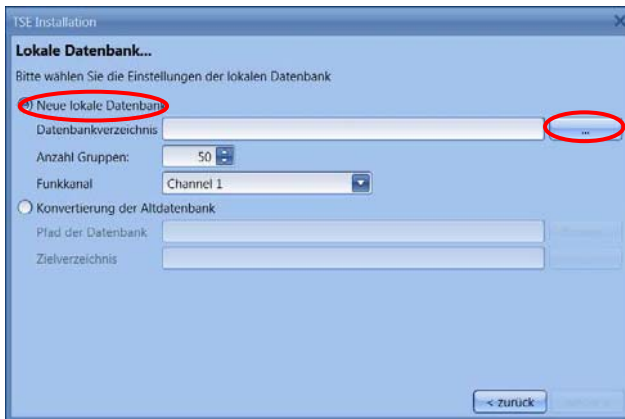 TSE Installation
Lokale Datenbank...
Bitte wählen Sie die Einstellungen der lokalen Datenbank
Neue lokale Datenbank
Datenbankverzeichnis ...
Anzahl Gruppen: 50
Funkkanal Channel 1
Konvertierung der Altdatenbank
Pfad der Datenbank
Zielverzeichnis
< zurück